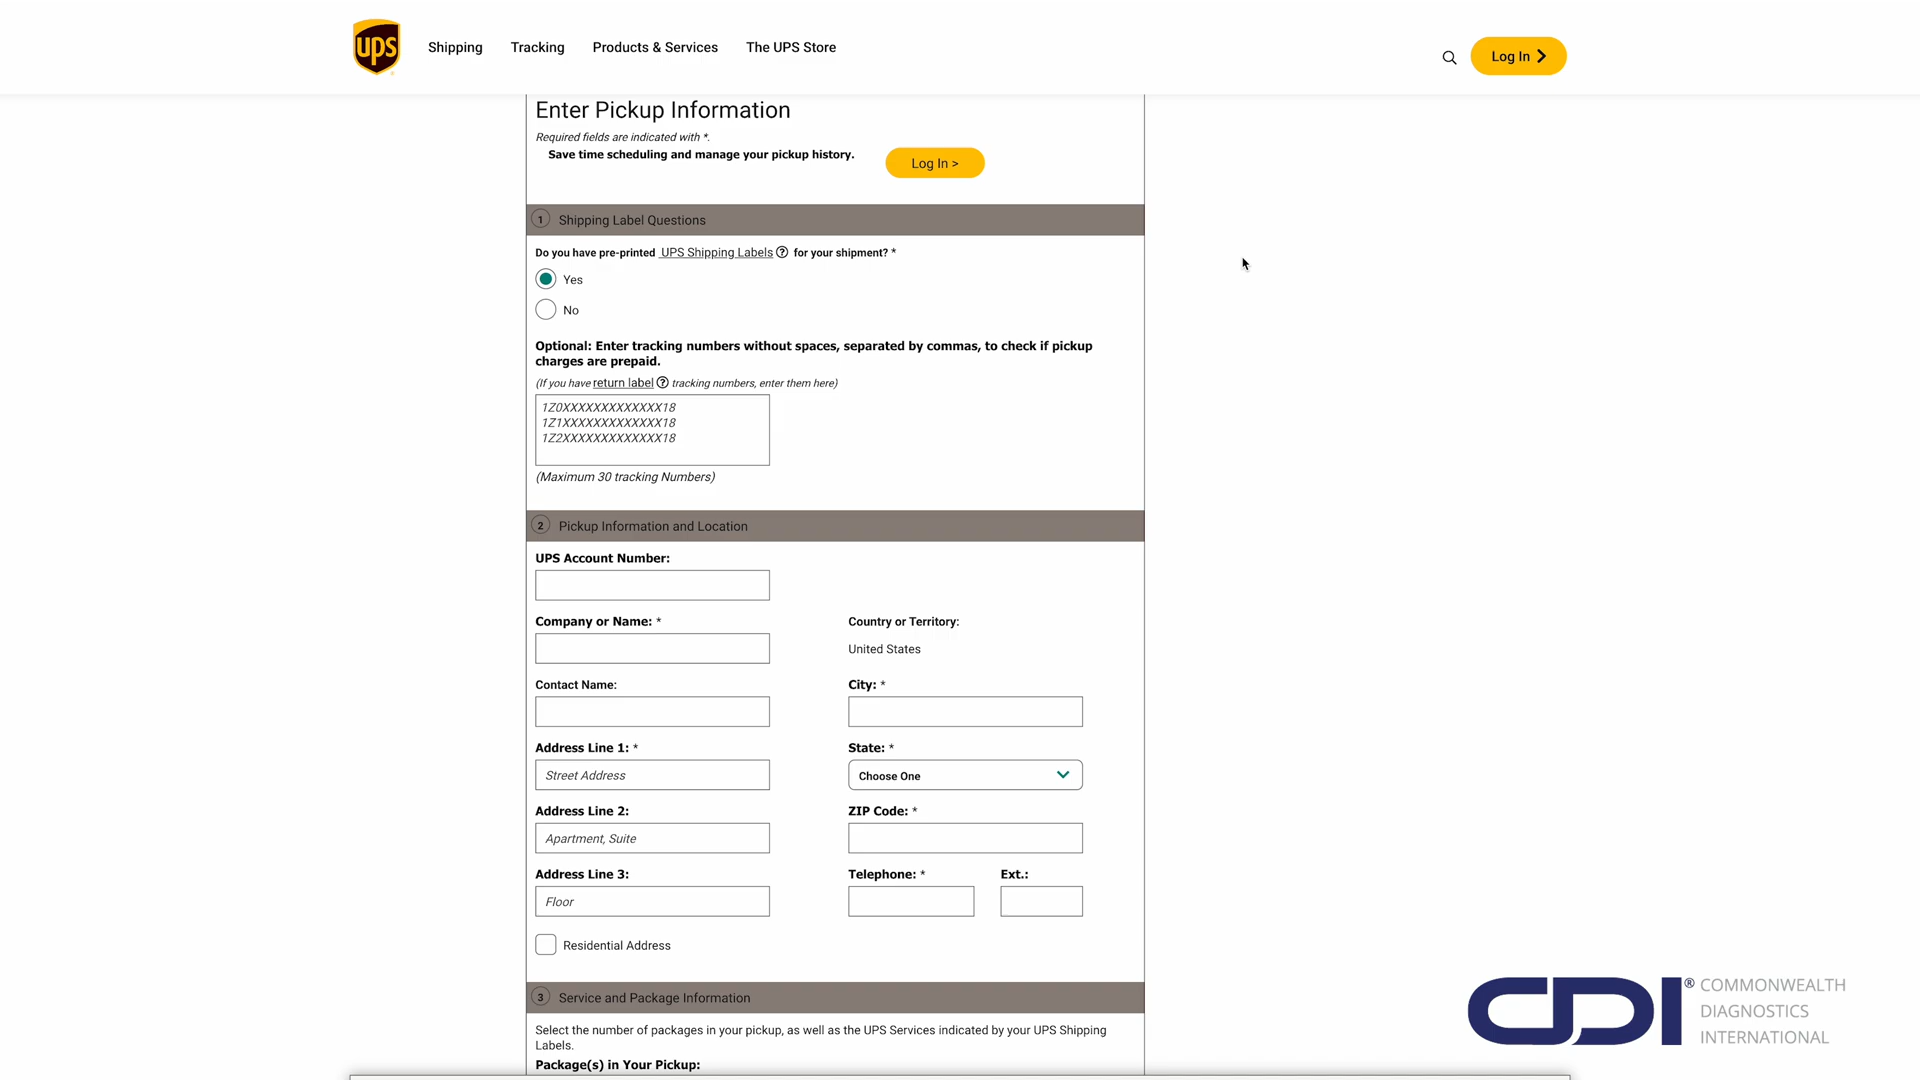 ups
Shipping
Tracking
Products & Services
The UPS Store
Log In
Enter Pickup Information
Required fields are indicated with *.
Save time scheduling and manage your pickup history.
Log In >
1 Shipping Label Questions
Do you have pre-printed UPS Shipping Labels ? for your shipment? *
Yes
No
Optional: Enter tracking numbers without spaces, separated by commas, to check if pickup
charges are prepaid.
(If you have return label ? tracking numbers, enter them here)
1Z0XXXXXXXXXXXXX18
1Z1XXXXXXXXXXXXX18
1Z2XXXXXXXXXXXXX18
(Maximum 30 tracking Numbers)
2 Pickup Information and Location
UPS Account Number:
Company or Name: *
Country or Territory:
United States
Contact Name:
City: *
Address Line 1: *
Street Address
State: *
Choose One
Address Line 2:
Apartment, Suite
ZIP Code: *
Address Line 3:
Floor
Telephone: *
Ext.:
Residential Address
3 Service and Package Information
Select the number of packages in your pickup, as well as the UPS Services indicated by your UPS Shipping
Labels.
Package(s) in Your Pickup:
CDI®
COMMONWEALTH
DIAGNOSTICS
INTERNATIONAL